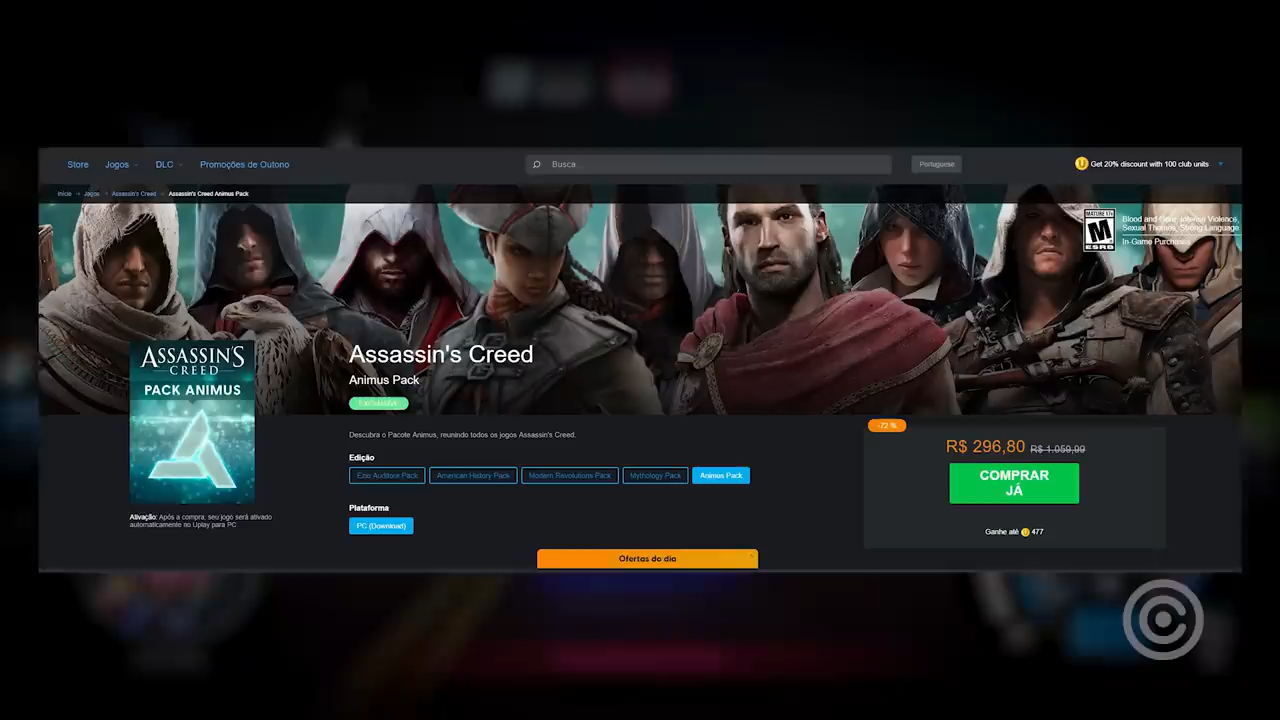 Store Jogos DLC Promoções de Outono Busca Portuguese Get 20% discount with 100 club units
Início Jogos Assassin's Creed Assassin's Creed Animus Pack
MATURE 17+
M
ESRB
Blood and Gore, Intense Violence,
Sexual Themes, Strong Language
In-Game Purchases
ASSASSIN'S
CREED
PACK ANIMUS
Assassin's Creed
Animus Pack
Descubra o Pacote Animus, reunindo todos os jogos Assassin's Creed.
Edição
Ezio Auditore Pack American History Pack Modern Revolutions Pack Mythology Pack Animus Pack
Plataforma
PC (Download)
Ativação: Após a compra, seu jogo será ativado
automaticamente no Uplay para PC
-72 %
R$ 296,80 R$ 1.059,99
COMPRAR
JÁ
Ganhe até 477
Ofertas do dia